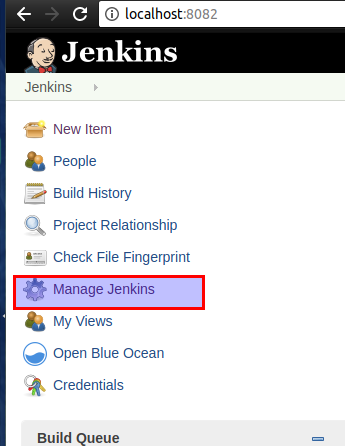 localhost:8082
Jenkins
Jenkins
New Item
People
Build History
Project Relationship
Check File Fingerprint
Manage Jenkins
My Views
Open Blue Ocean
Credentials
Build Queue